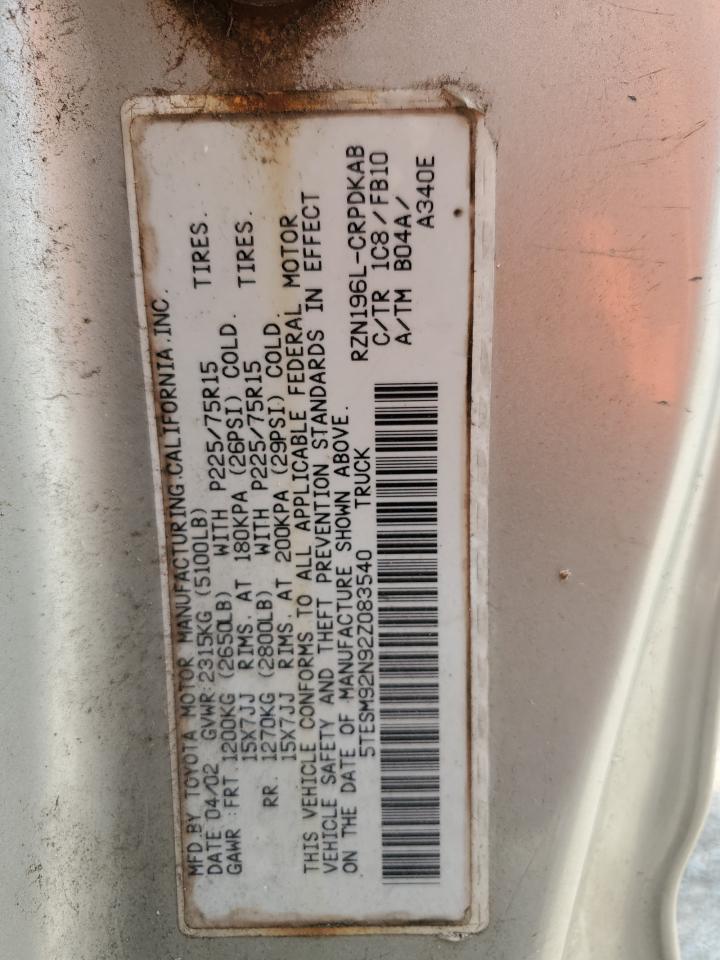 MFD BY TOYOTA MOTOR MANUFACTURING.CALIFORNIA.INC.
DATE 04/02 GVWR:2315KG (5100LB)
GAWR:FRT.1200KG (2650LB) WITH P225/75R15 TIRES.
15X7JJ RIMS. AT 180KPA (26PSI) COLD.
RR. 1270KG (2800LB) WITH P225/75R15 TIRES.
15X7JJ RIMS. AT 200KPA (29PSI) COLD.
THIS VEHICLE CONFORMS TO ALL APPLICABLE FEDERAL MOTOR
VEHICLE SAFETY AND THEFT PREVENTION STANDARDS IN EFFECT
ON THE DATE OF MANUFACTURE SHOWN ABOVE.
5TESM92N92Z083540 TRUCK
RZN196L-CRPDKAB
C/TR 1C8/FB10
A/TM B04A/
A340E